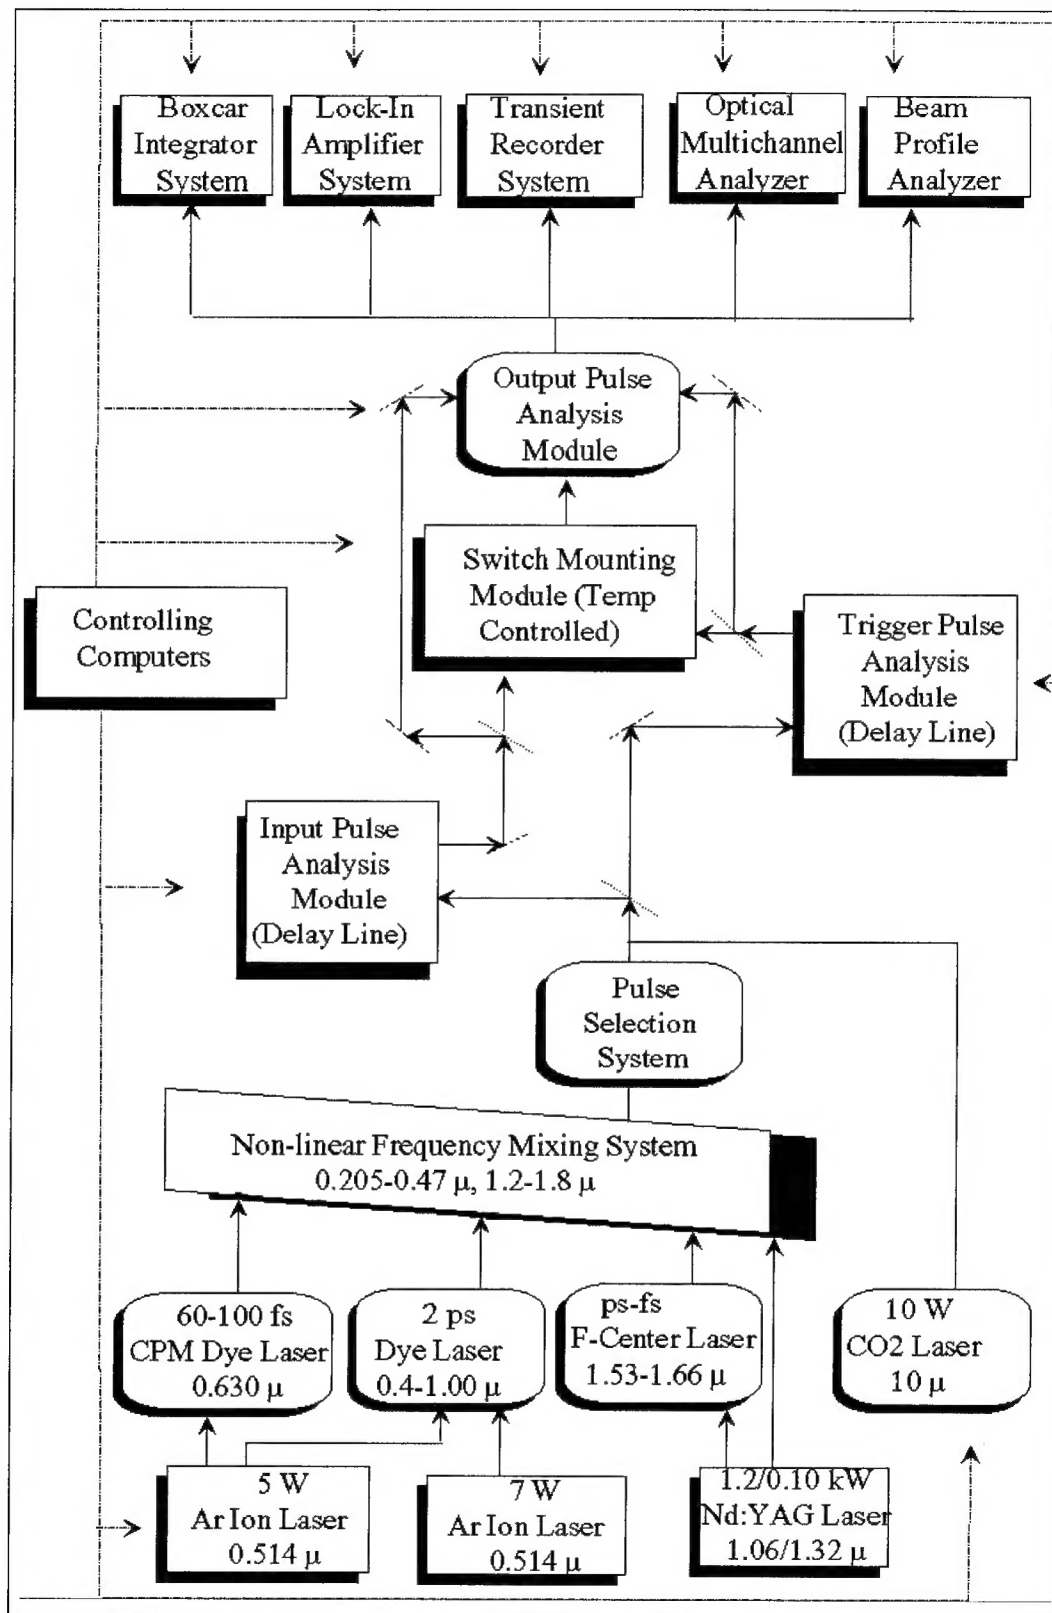 Boxcar
Integrator
System
Lock-In
Amplifier
System
Transient
Recorder
System
Optical
Multichannel
Analyzer
Beam
Profile
Analyzer
Output Pulse
Analysis
Module
Switch Mounting
Module (Temp
Controlled)
Controlling
Computers
Trigger Pulse
Analysis
Module
(Delay Line)
Input Pulse
Analysis
Module
(Delay Line)
Pulse
Selection
System
Non-linear Frequency Mixing System
0.205-0.47 μ, 1.2-1.8 μ
60-100 fs
CPM Dye Laser
0.630 μ
2 ps
Dye Laser
0.4-1.00 μ
ps-fs
F-Center Laser
1.53-1.66 μ
10 W
CO2 Laser
10 μ
5 W
Ar Ion Laser
0.514 μ
7 W
Ar Ion Laser
0.514 μ
1.2/0.10 kW
Nd:YAG Laser
1.06/1.32 μ